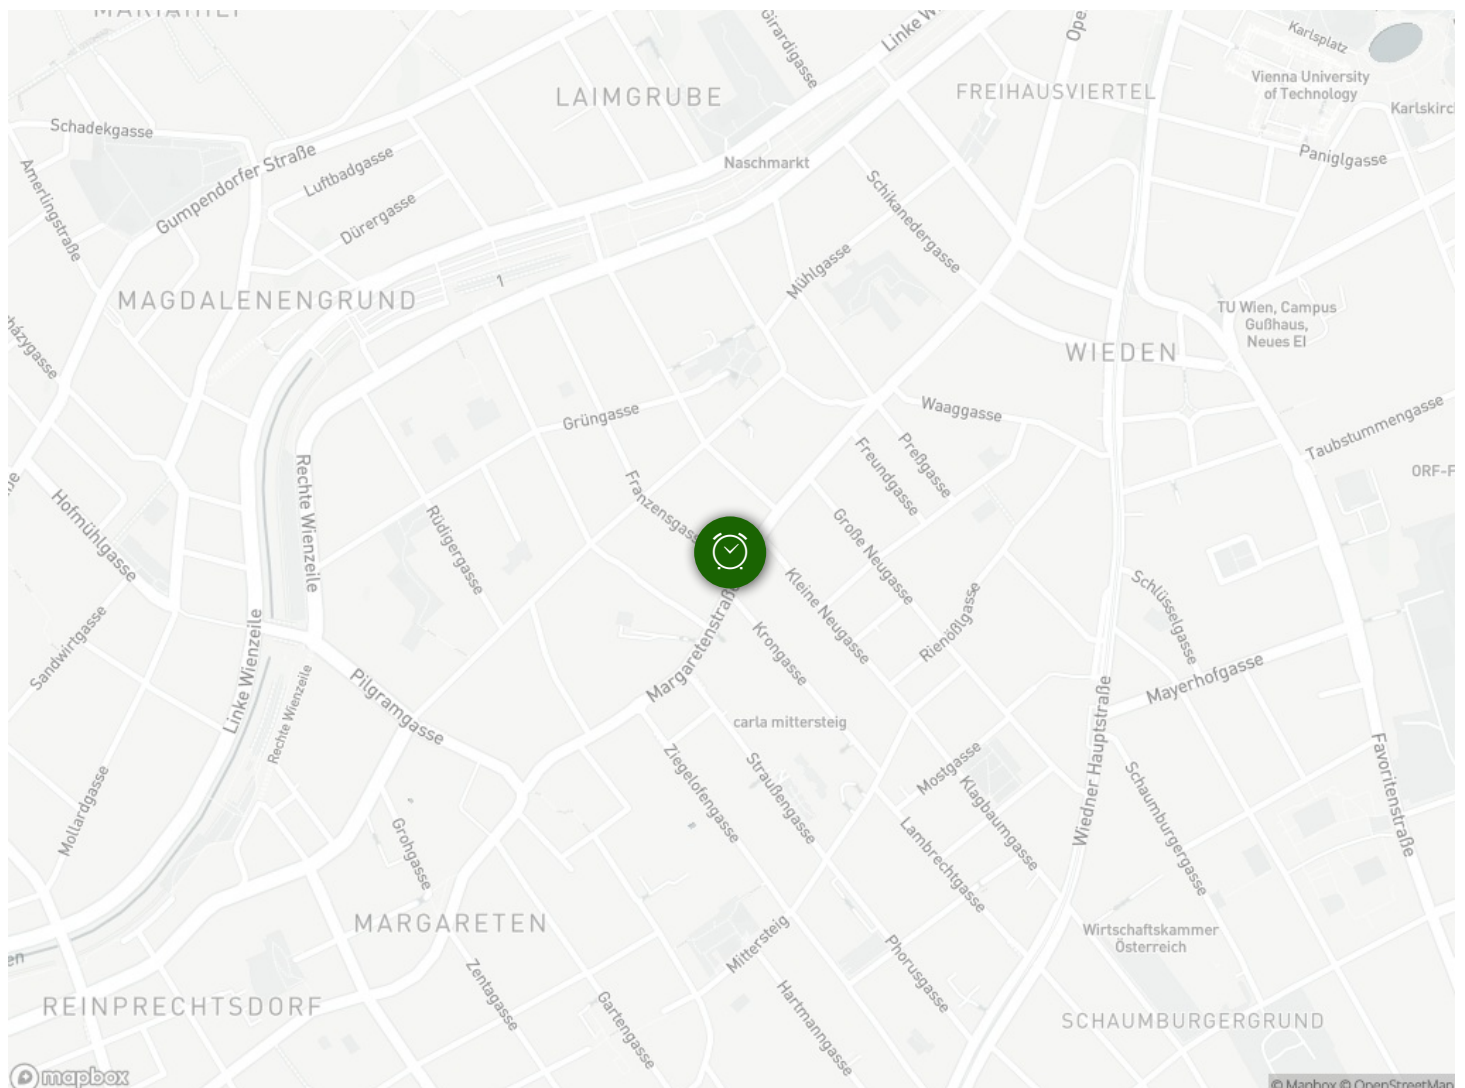 Girardigasse
Karlsplatz
Vienna University
of Technology
LAIMGRUBE
FREIHAUSVIERTEL
Schadekgasse
Gumpendorfer Straße
Luftbadgasse
Naschmarkt
Paniglgasse
Amerlingstraße
Dürergasse
Schikanedergasse
Mühlgasse
1
MAGDALENENGRUND
TU Wien, Campus
Gußhaus,
Neues EI
WIEDEN
Waaggasse
Grüngasse
Taubstummengasse
Preßgasse
Freundgasse
Rechte Wienzeile
Hofmühlgasse
Franzensgasse
Rüdigergasse
Große Neugasse
Kleine Neugasse
Schlüsselgasse
Rienößlgasse
Margaretenstraße
Krongasse
Sandwirtgasse
Linke Wienzeile
Rechte Wienzeile
Pilgramgasse
Mayerhofgasse
carla mittersteig
Wiedner Hauptstraße
Favoritenstraße
Ziegelofengasse
Straußengasse
Mostgasse
Klagbaumgasse
Schaumburgergasse
Mollardgasse
Grohgasse
Lambrechtgasse
MARGARETEN
Wirtschaftskammer
Österreich
Mittersteig
Phorusgasse
Zentagasse
Gartengasse
Hartmanngasse
REINPRECHTSDORF
SCHAUMBURGERGRUND
mapbox
© Mapbox © OpenStreetMap